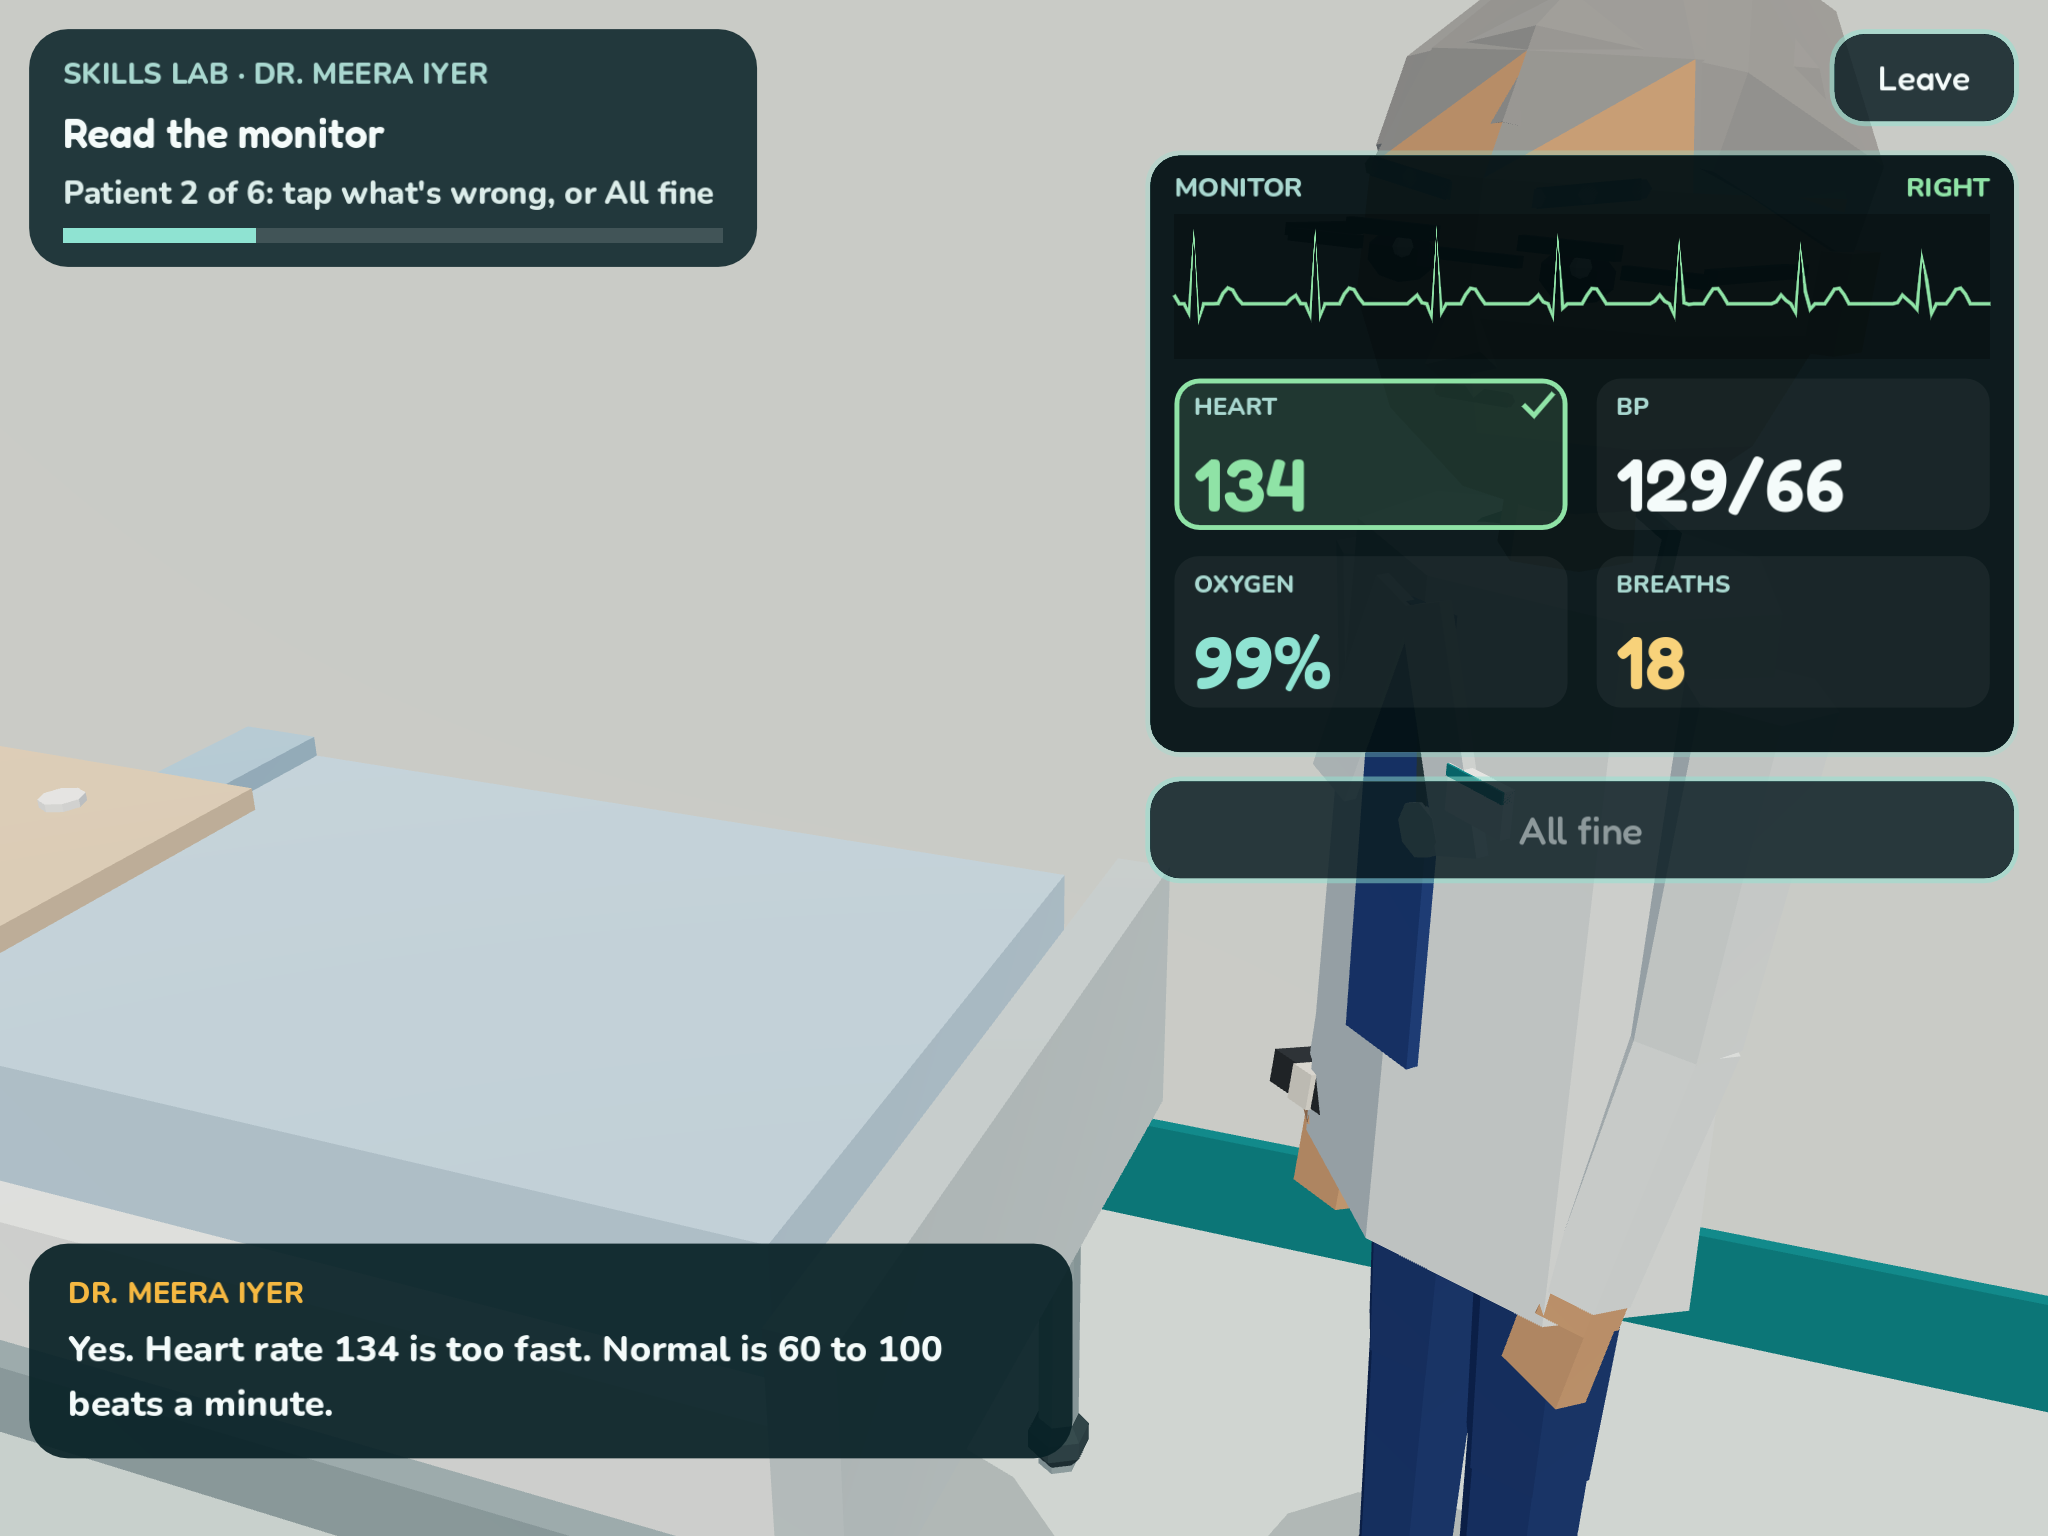 SKILLS LAB · DR. MEERA IYER
Read the monitor
Patient 2 of 6: tap what's wrong, or All fine
Leave
MONITOR
RIGHT
HEART
134
BP
129/66
OXYGEN
99%
BREATHS
18
All fine
DR. MEERA IYER
Yes. Heart rate 134 is too fast. Normal is 60 to 100
beats a minute.